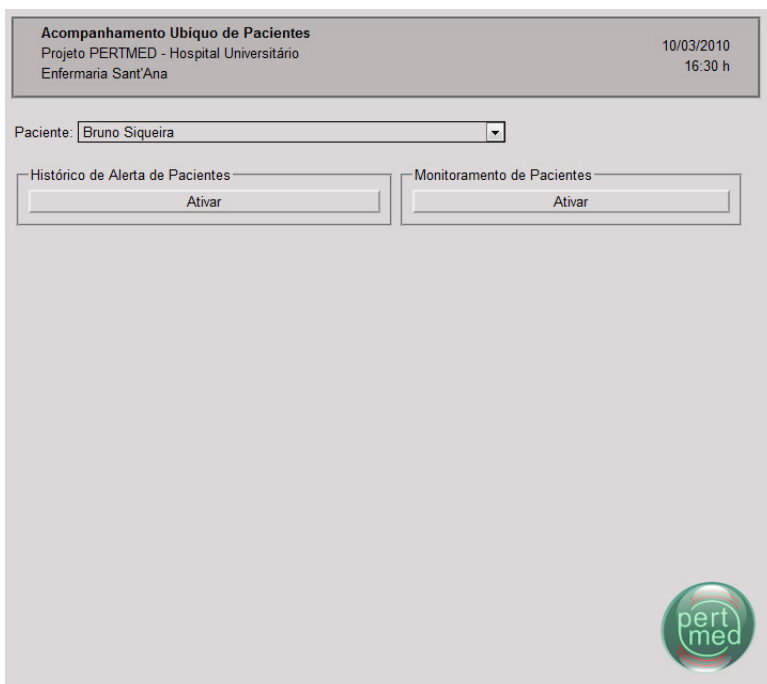 Acompanhamento Ubíquo de Pacientes
Projeto PERTMED - Hospital Universitário
Enfermaria Sant'Ana
10/03/2010
16:30 h
Paciente: Bruno Siqueira
Histórico de Alerta de Pacientes
Ativar
Monitoramento de Pacientes
Ativar
pert
med